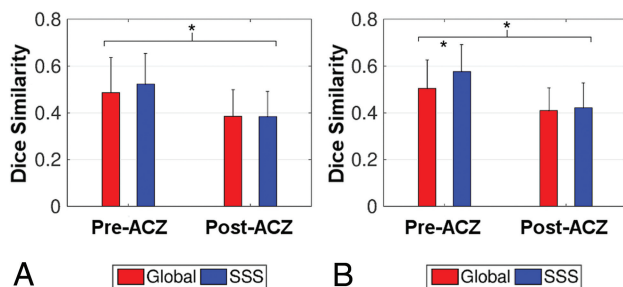 0.8
0.6
0.4
0.2
0
Dice Similarity
*
Pre-ACZ Post-ACZ
A
Global SSS
0.8
0.6
0.4
0.2
0
Dice Similarity
*
*
Pre-ACZ Post-ACZ
B
Global SSS